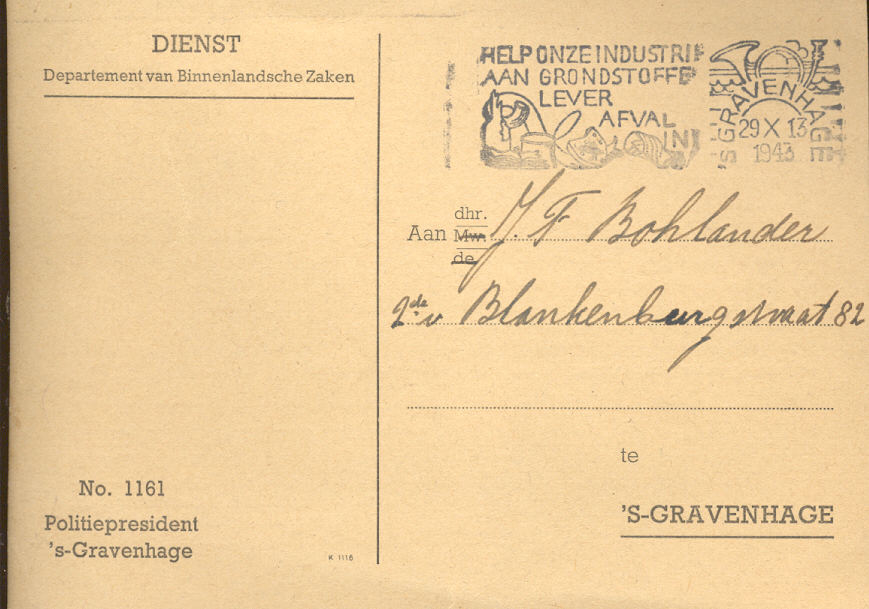 DIENST
Departement van Binnenlandsche Zaken
HELP ONZE INDUSTRIE
AAN GRONDSTOFFE
LEVER
AFVAL
IN
'S GRAVENHAGE
29 X 13
1943
dhr.
Aan Mw. J. F Bohlander
de
2de v Blankenburgstraat 82
te
'S-GRAVENHAGE
No. 1161
Politiepresident
's-Gravenhage
K 1116